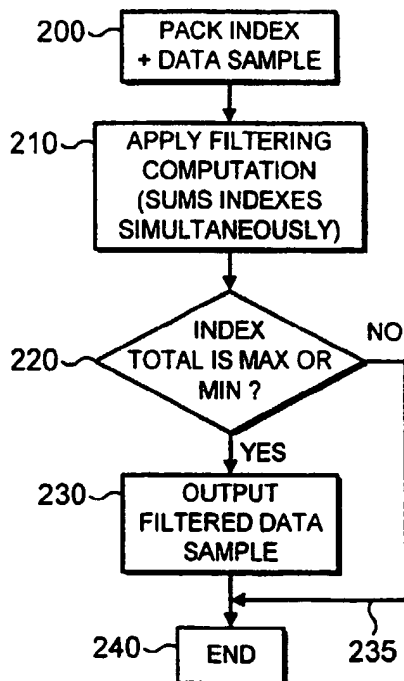 200
PACK INDEX
+ DATA SAMPLE
210
APPLY FILTERING
COMPUTATION
(SUMS INDEXES
SIMULTANEOUSLY)
220
INDEX
TOTAL IS MAX OR
MIN ?
NO
YES
230
OUTPUT
FILTERED DATA
SAMPLE
240
END
235